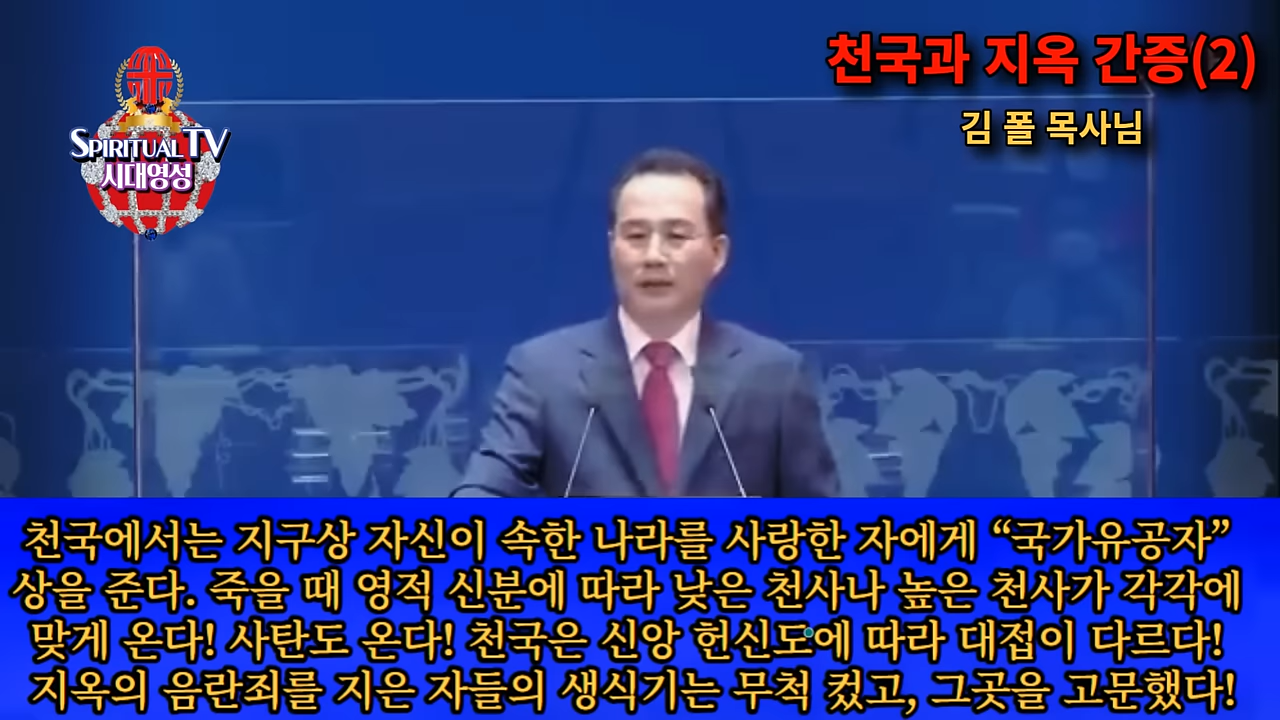 천국과 지옥 간증(2)
김 폴 목사님
SPIRITUAL TV
시대영성
천국에서는 지구상 자신이 속한 나라를 사랑한 자에게 “국가유공자”
상을 준다. 죽을 때 영적 신분에 따라 낮은 천사나 높은 천사가 각각에
맞게 온다! 사탄도 온다! 천국은 신앙 헌신도에 따라 대접이 다르다!
지옥의 음란죄를 지은 자들의 생식기는 무척 컸고, 그곳을 고문했다!